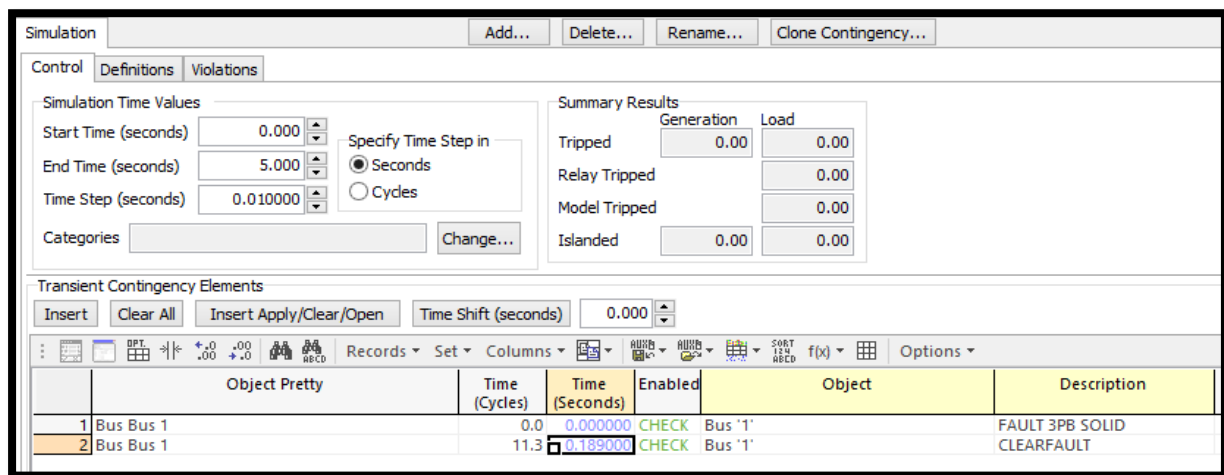 Simulation Add... Delete... Rename... Clone Contingency...
Control Definitions Violations
Simulation Time Values Summary Results
Generation Load
Start Time (seconds) 0.000 Specify Time Step in Tripped 0.00 0.00
End Time (seconds) 5.000 Seconds Relay Tripped 0.00
Time Step (seconds) 0.010000 Cycles Model Tripped 0.00
Categories Change... Islanded 0.00 0.00
Transient Contingency Elements
Insert Clear All Insert Apply/Clear/Open Time Shift (seconds) 0.000
Records Set Columns f(x) Options
Object Pretty Time (Cycles) Time (Seconds) Enabled Object Description
1 Bus Bus 1 0.0 0.000000 CHECK Bus '1' FAULT 3PB SOLID
2 Bus Bus 1 11.3 0.189000 CHECK Bus '1' CLEARFAULT